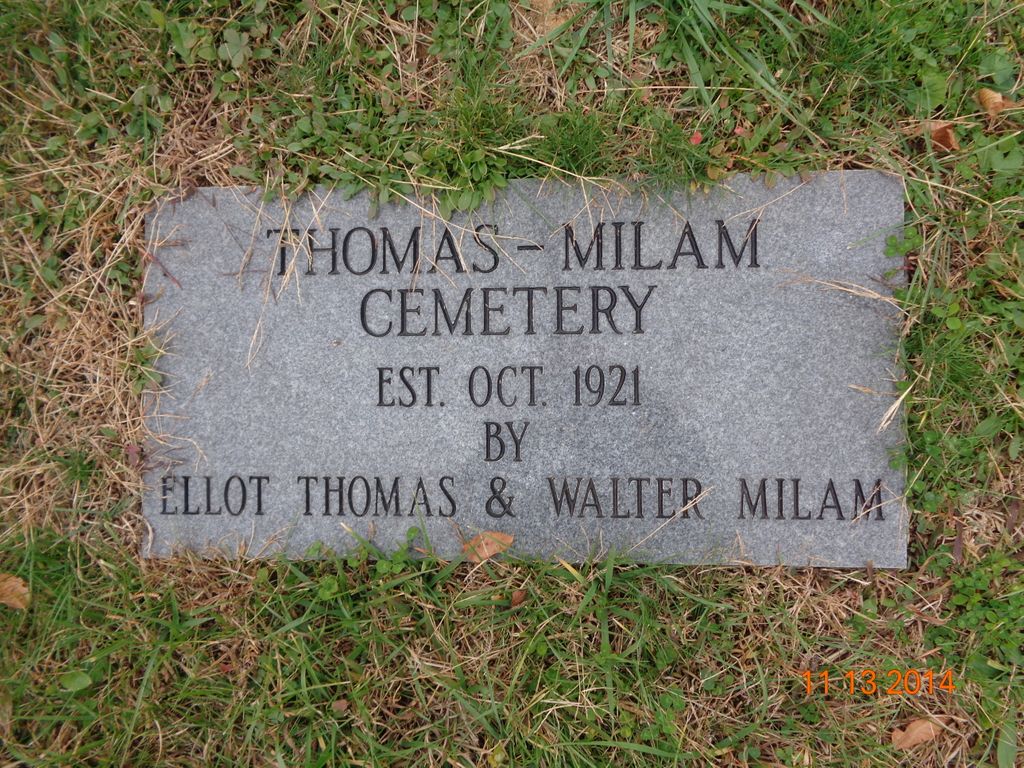 THOMAS - MILAM
CEMETERY
EST. OCT. 1921
BY
ELLOT THOMAS & WALTER MILAM
11 13 2014